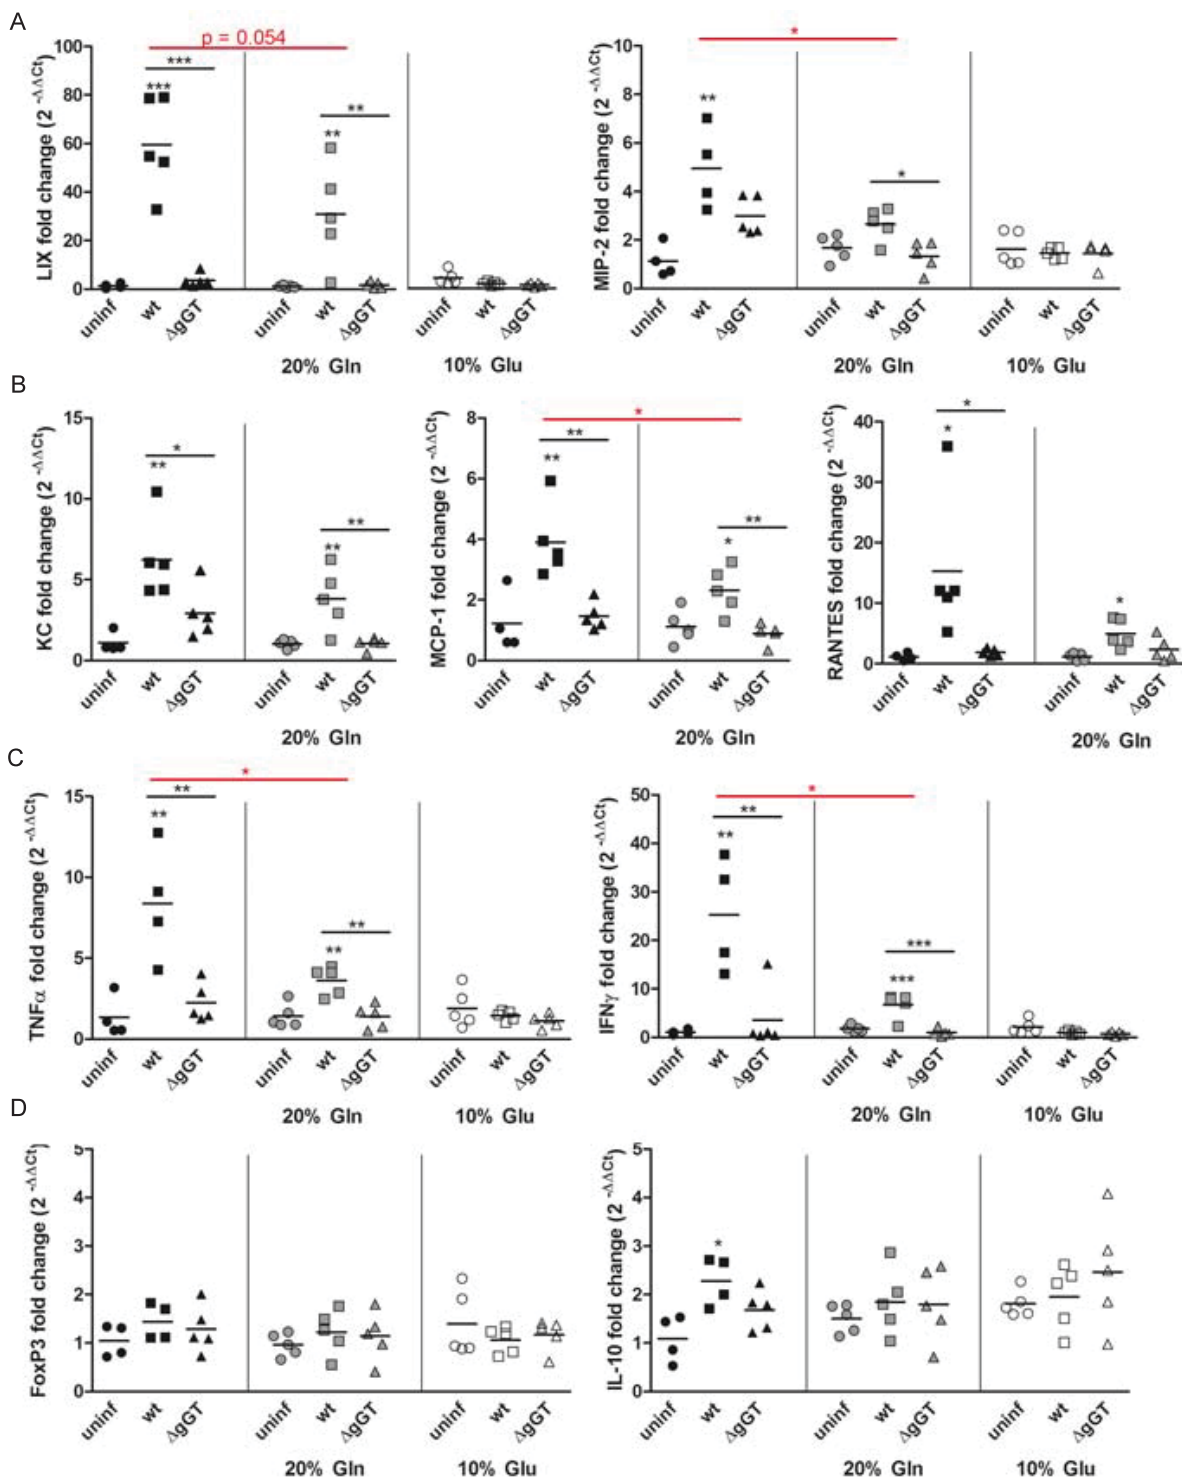 A
p = 0.054
LIX fold change (2 -ΔΔCt)
100
80
60
40
20
0
***
***
**
**
uninf wt ΔgGT uninf wt ΔgGT uninf wt ΔgGT
20% Gln 10% Glu
MIP-2 fold change (2 -ΔΔCt)
10
8
6
4
2
0
*
**
*
uninf wt ΔgGT uninf wt ΔgGT uninf wt ΔgGT
20% Gln 10% Glu
B
KC fold change (2 -ΔΔCt)
15
10
5
0
*
**
**
**
uninf wt ΔgGT uninf wt ΔgGT
20% Gln
MCP-1 fold change (2 -ΔΔCt)
8
6
4
2
0
*
**
**
**
*
uninf wt ΔgGT uninf wt ΔgGT
20% Gln
RANTES fold change (2 -ΔΔCt)
40
30
20
10
0
*
*
*
uninf wt ΔgGT uninf wt ΔgGT
20% Gln
C
TNFα fold change (2 -ΔΔCt)
15
10
5
0
*
**
**
**
**
uninf wt ΔgGT uninf wt ΔgGT uninf wt ΔgGT
20% Gln 10% Glu
IFNγ fold change (2 -ΔΔCt)
50
40
30
20
10
0
*
**
**
***
***
uninf wt ΔgGT uninf wt ΔgGT uninf wt ΔgGT
20% Gln 10% Glu
D
FoxP3 fold change (2 -ΔΔCt)
5
4
3
2
1
0
uninf wt ΔgGT uninf wt ΔgGT uninf wt ΔgGT
20% Gln 10% Glu
IL-10 fold change (2 -ΔΔCt)
5
4
3
2
1
0
*
uninf wt ΔgGT uninf wt ΔgGT uninf wt ΔgGT
20% Gln 10% Glu